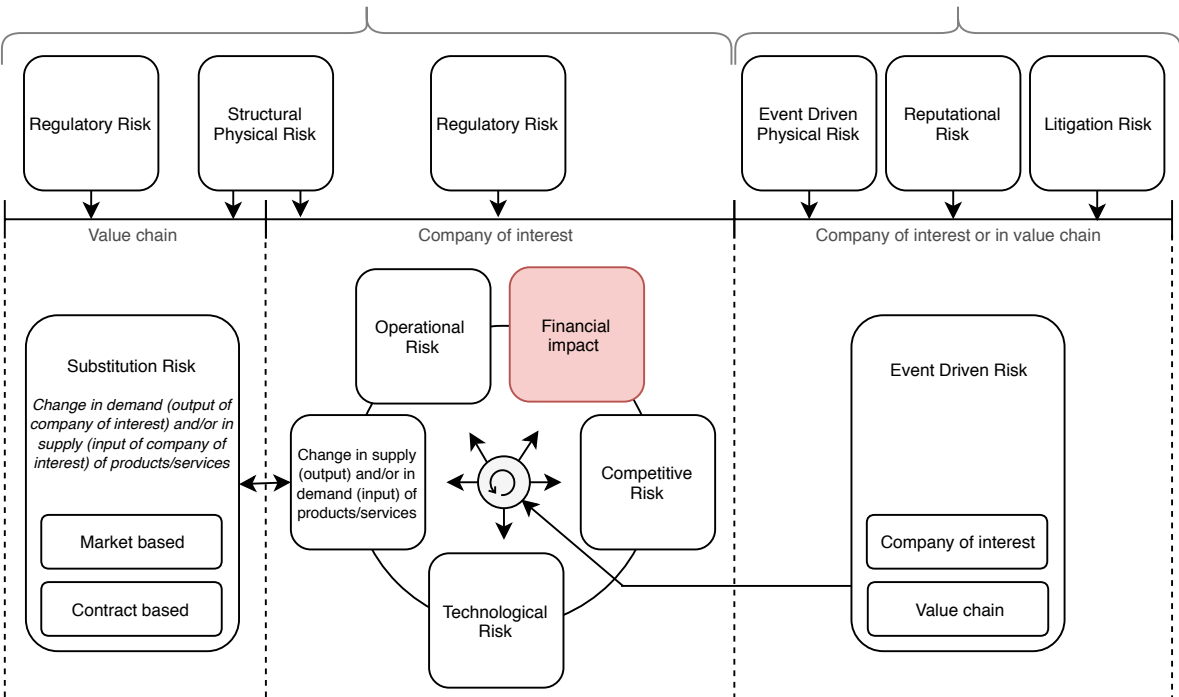 Regulatory Risk
Structural
Physical Risk
Regulatory Risk
Event Driven
Physical Risk
Reputational
Risk
Litigation Risk
Value chain
Company of interest
Company of interest or in value chain
Substitution Risk
Change in demand (output of
company of interest) and/or in
supply (input of company of
interest) of products/services
Market based
Contract based
Operational
Risk
Financial
impact
Change in supply
(output) and/or in
demand (input) of
products/services
Competitive
Risk
Technological
Risk
Event Driven Risk
Company of interest
Value chain